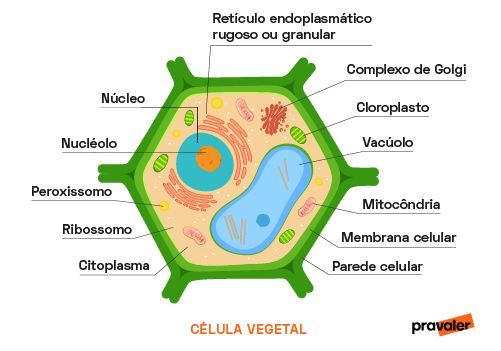 Retículo endoplasmático
rugoso ou granular
Complexo de Golgi
Núcleo
Cloroplasto
Nucléolo
Vacúolo
Peroxissomo
Mitocôndria
Ribossomo
Membrana celular
Citoplasma
Parede celular
CÉLULA VEGETAL
pravaler